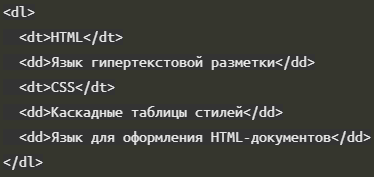 <dl>
  <dt>HTML</dt>
  <dd>Язык гипертекстовой разметки</dd>
  <dt>CSS</dt>
  <dd>Каскадные таблицы стилей</dd>
  <dd>Язык для оформления HTML-документов</dd>
</dl>